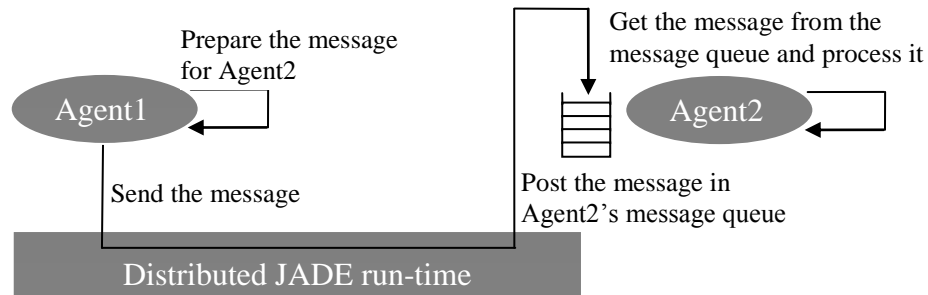 Prepare the message
for Agent2
Get the message from the
message queue and process it
Agent1
Agent2
Send the message
Post the message in
Agent2’s message queue
Distributed JADE run-time